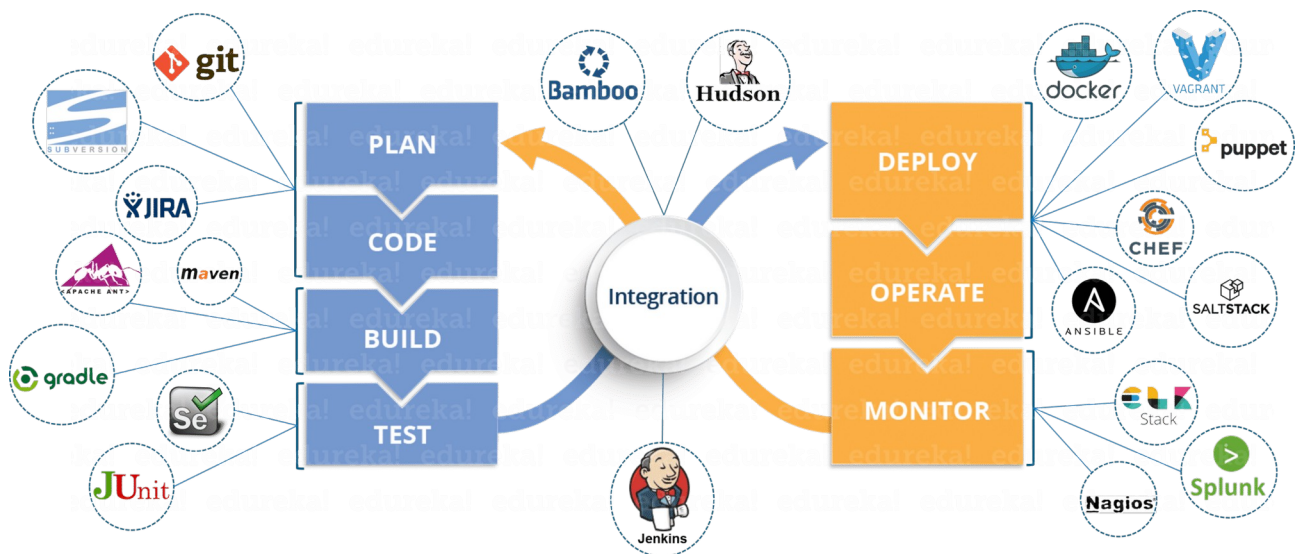 git
SUBVERSION
JIRA
<APACHE ANT>
maven
gradle
Se
JUnit
PLAN
CODE
BUILD
TEST
Bamboo
Hudson
Integration
Jenkins
DEPLOY
OPERATE
MONITOR
docker
VAGRANT
puppet
CHEF
SALTSTACK
A
ANSIBLE
ELK
Stack
Splunk
Nagios®
edureka!